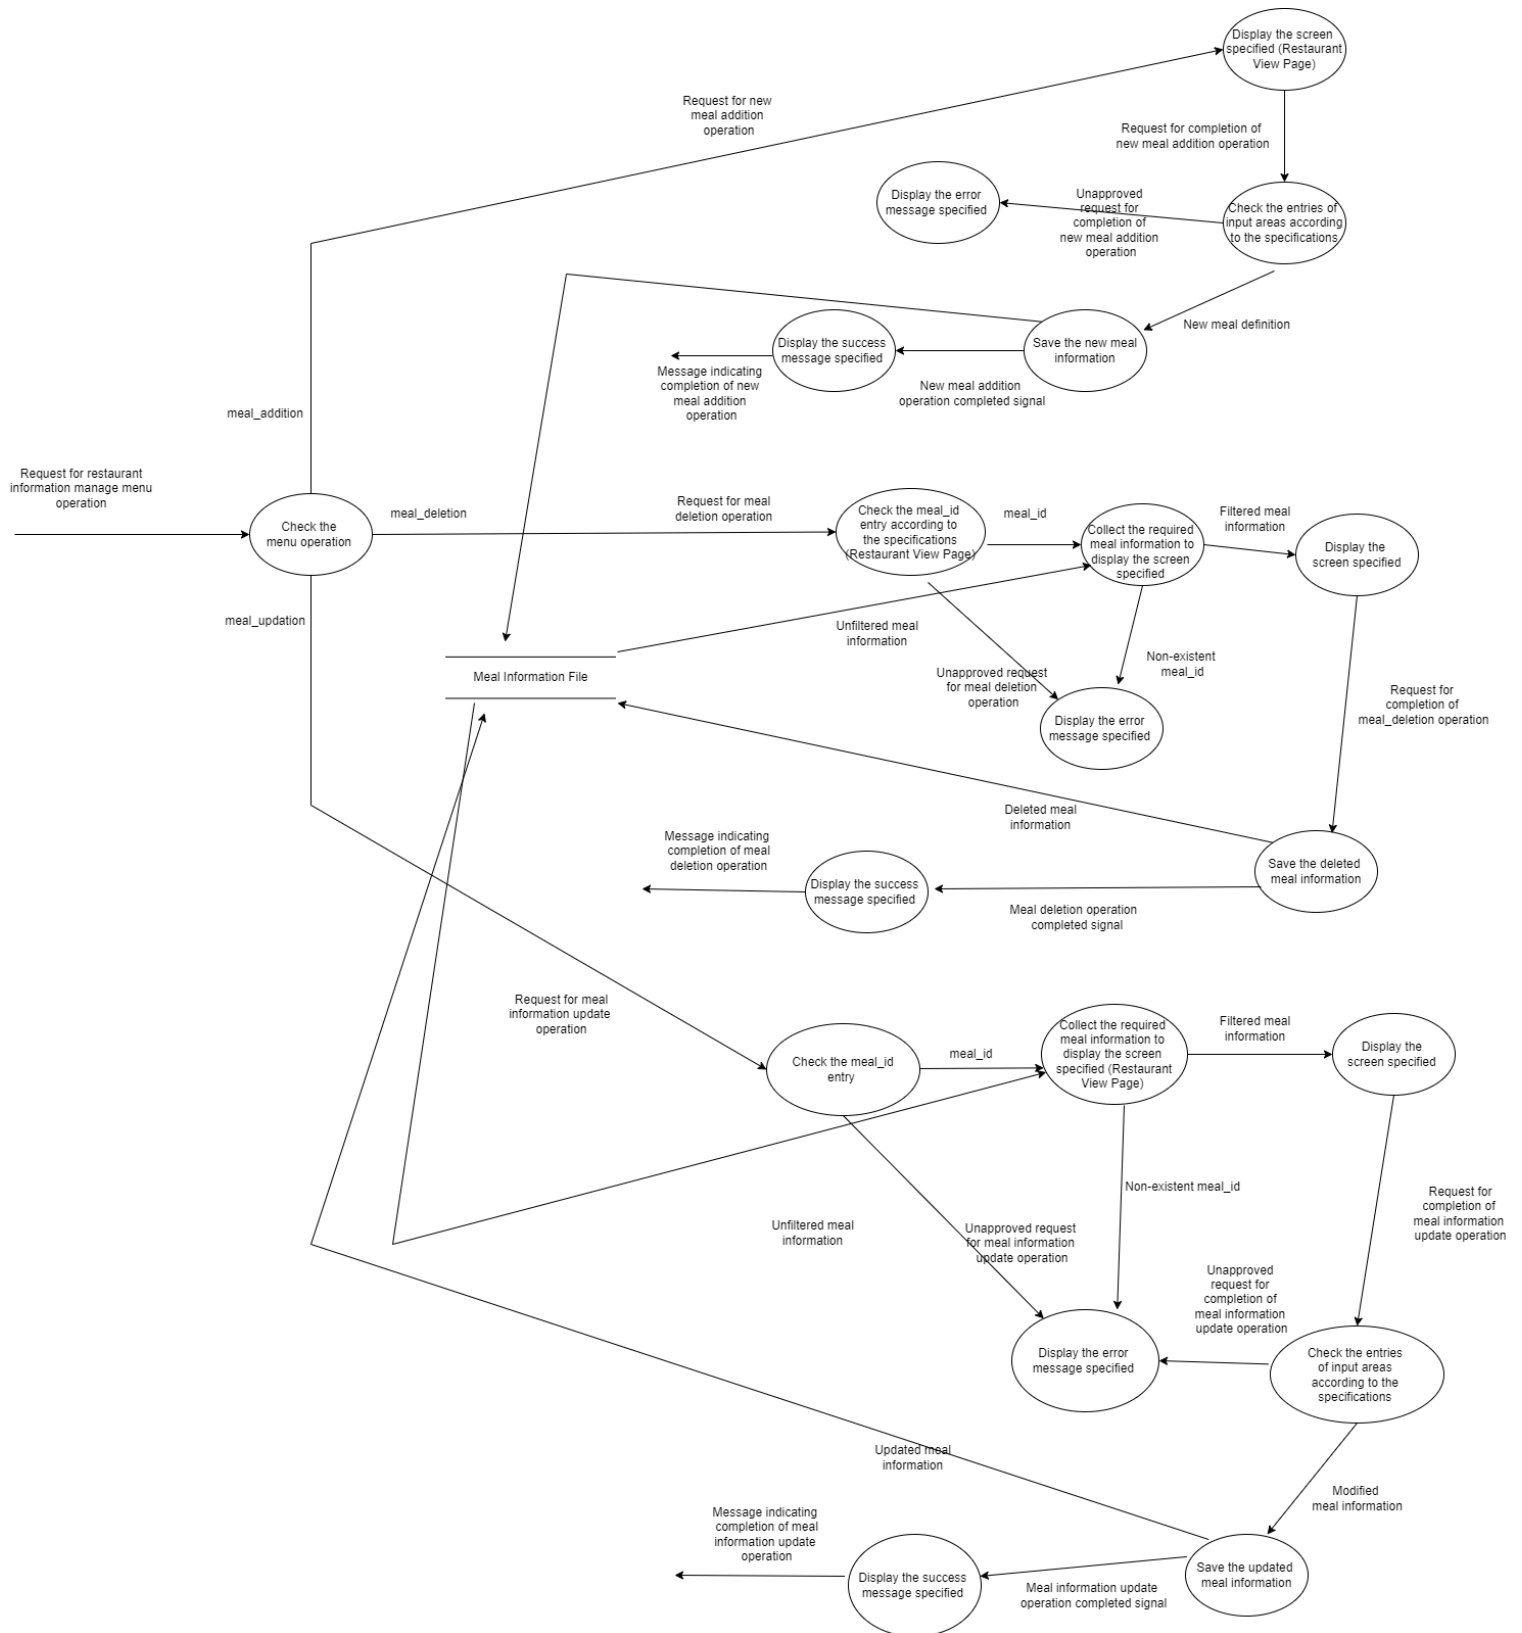 Display the screen
specified (Restaurant
View Page)
Request for new
meal addition
operation
Request for completion of
new meal addition operation
Display the error
message specified
Unapproved
request for
completion of
new meal addition
operation
Check the entries of
input areas according
to the specifications
New meal definition
Display the success
message specified
Save the new meal
information
Message indicating
completion of new
meal addition
operation
New meal addition
operation completed signal
meal_addition
Request for restaurant
information manage menu
operation
Check the
menu operation
meal_deletion
Request for meal
deletion operation
Check the meal_id
entry according to
the specifications
(Restaurant View Page)
meal_id
Collect the required
meal information to
display the screen
specified
Filtered meal
information
Display the
screen specified
meal_updation
Unfiltered meal
information
Meal Information File
Unapproved request
for meal deletion
operation
Non-existent
meal_id
Display the error
message specified
Request for
completion of
meal_deletion operation
Deleted meal
information
Message indicating
completion of meal
deletion operation
Display the success
message specified
Save the deleted
meal information
Meal deletion operation
completed signal
Request for meal
information update
operation
Check the meal_id
entry
meal_id
Collect the required
meal information to
display the screen
specified (Restaurant
View Page)
Filtered meal
information
Display the
screen specified
Non-existent meal_id
Unfiltered meal
information
Unapproved request
for meal information
update operation
Request for
completion of
meal information
update operation
Unapproved
request for
completion of
meal information
update operation
Display the error
message specified
Check the entries
of input areas
according to the
specifications
Updated meal
information
Modified
meal information
Message indicating
completion of meal
information update
operation
Display the success
message specified
Meal information update
operation completed signal
Save the updated
meal information